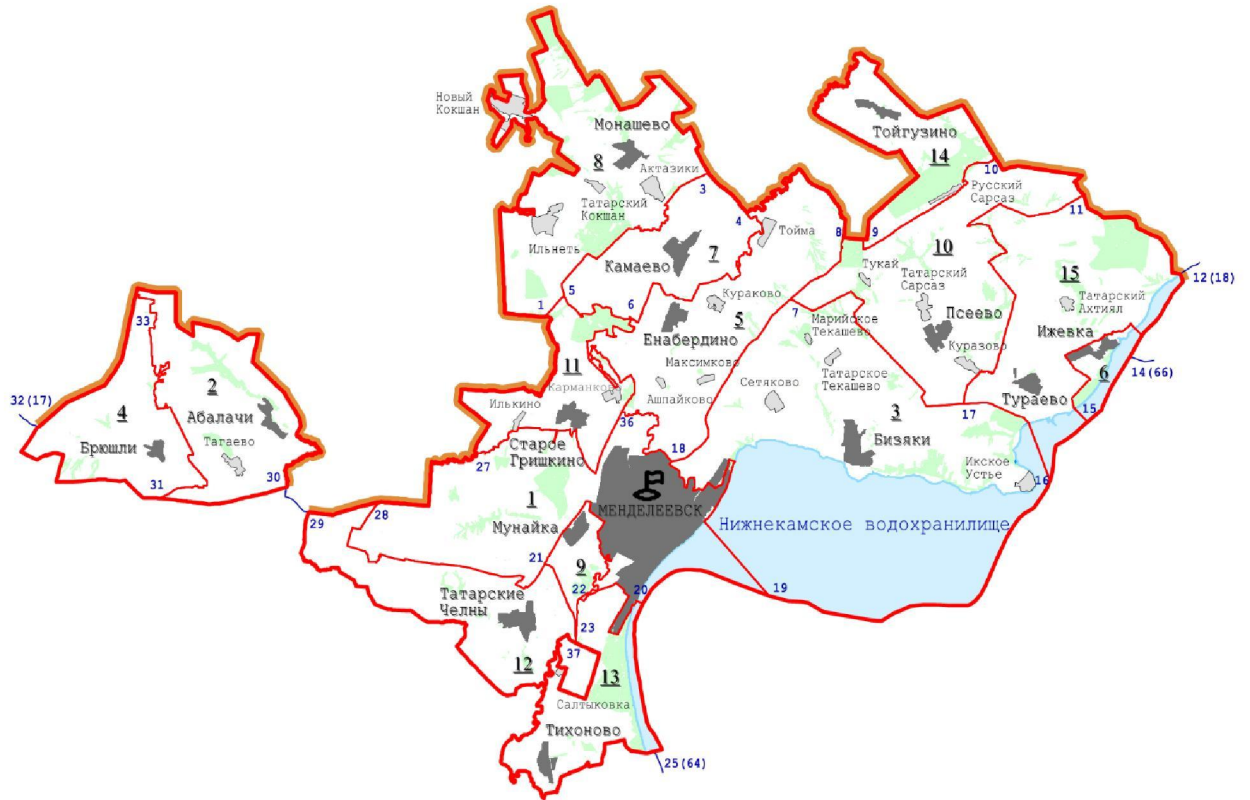 Новый
Кокшан
Монашево
8
Актазики
Татарский
Кокшан
Ильнеть
3
4
Тойма
Камаево
7
1
5
6
Тойгузино
14
10
Русский
Сарсаз
8
9
11
10
Тукай
Татарский
Сарсаз
15
12(18)
Татарский
Ахтиял
Псеево
Ижевка
Кураково
5
7
Енабердино
Марийское
Текашево
Куразово
6
14(66)
Максимково
Татарское
Текашево
Тураево
15
Ашпайково
Сетяково
3
17
Бизяки
33
2
32(17)
4
Абалачи
Брюшли
Тагаево
31
30
11
Карманково
Илькино
36
Старое
Гришкино
18
27
Икское
Устье
16
1
МЕНДЕЛЕЕВСК
Нижнекамское водохранилище
29
28
Мунайка
21
9
22
20
19
Татарские
Челны
23
12
37
13
Салтыковка
Тихоново
25(64)